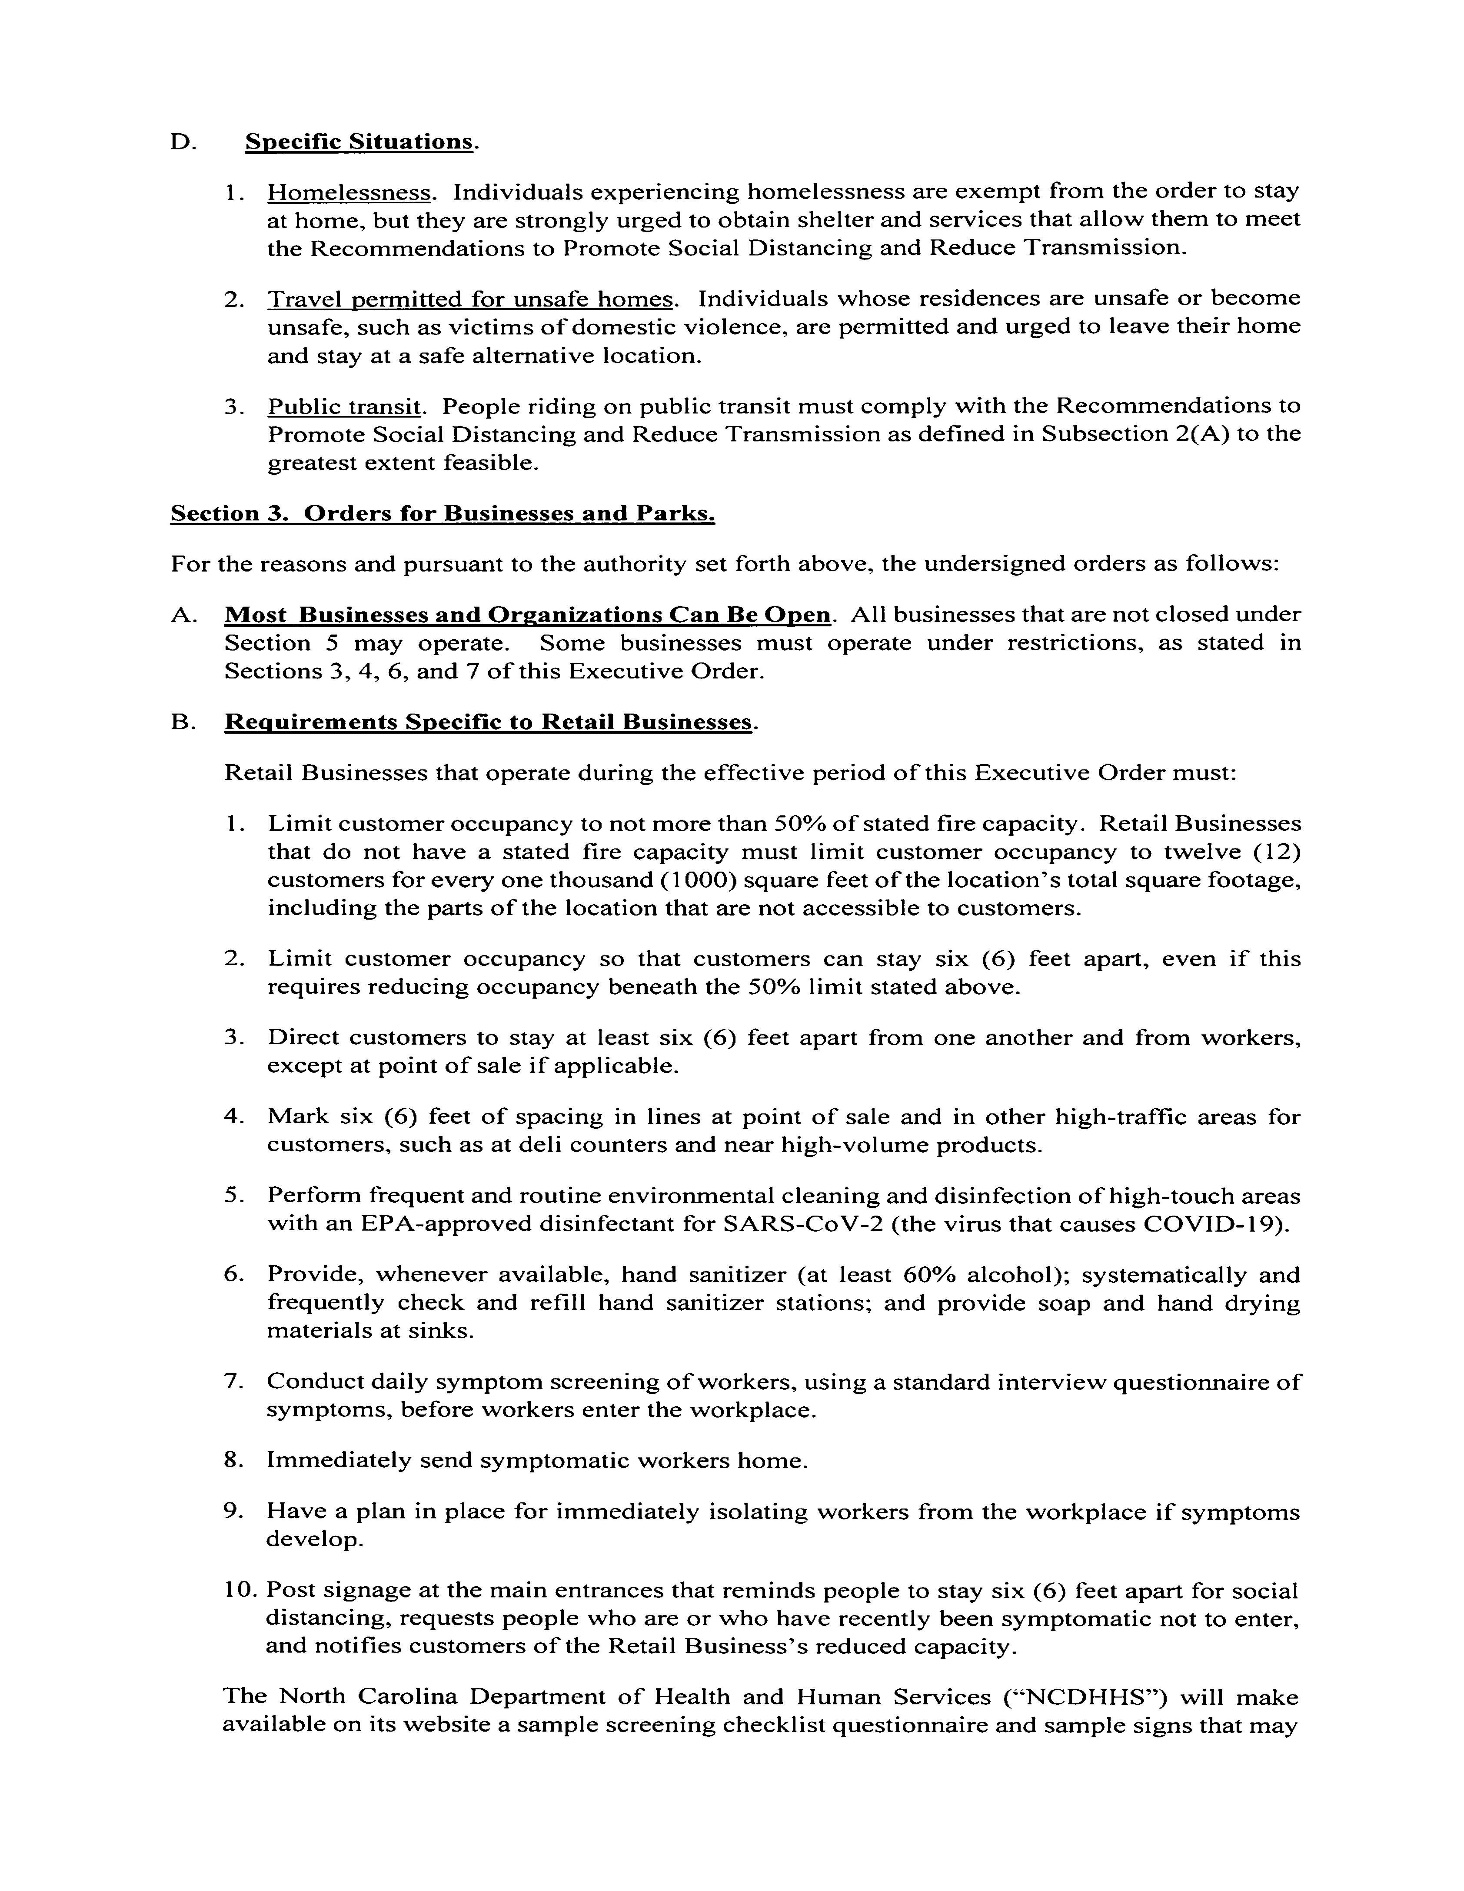 D. Specific Situations.
1. Homelessness. Individuals experiencing homelessness are exempt from the order to stay
at home, but they are strongly urged to obtain shelter and services that allow them to meet
the Recommendations to Promote Social Distancing and Reduce Transmission.
2. Travel permitted for unsafe homes. Individuals whose residences are unsafe or become
unsafe, such as victims of domestic violence, are permitted and urged to leave their home
and stay at a safe alternative location.
3. Public transit. People riding on public transit must comply with the Recommendations to
Promote Social Distancing and Reduce Transmission as defined in Subsection 2(A) to the
greatest extent feasible.
Section 3. Orders for Businesses and Parks.
For the reasons and pursuant to the authority set forth above, the undersigned orders as follows:
A. Most Businesses and Organizations Can Be Open. All businesses that are not closed under
Section 5 may operate. Some businesses must operate under restrictions, as stated in
Sections 3, 4, 6, and 7 of this Executive Order.
B. Requirements Specific to Retail Businesses.
Retail Businesses that operate during the effective period of this Executive Order must:
1. Limit customer occupancy to not more than 50% of stated fire capacity. Retail Businesses
that do not have a stated fire capacity must limit customer occupancy to twelve (12)
customers for every one thousand (1000) square feet of the location's total square footage,
including the parts of the location that are not accessible to customers.
2. Limit customer occupancy so that customers can stay six (6) feet apart, even if this
requires reducing occupancy beneath the 50% limit stated above.
3. Direct customers to stay at least six (6) feet apart from one another and from workers,
except at point of sale if applicable.
4. Mark six (6) feet of spacing in lines at point of sale and in other high-traffic areas for
customers, such as at deli counters and near high-volume products.
5. Perform frequent and routine environmental cleaning and disinfection of high-touch areas
with an EPA-approved disinfectant for SARS-CoV-2 (the virus that causes COVID-19).
6. Provide, whenever available, hand sanitizer (at least 60% alcohol); systematically and
frequently check and refill hand sanitizer stations; and provide soap and hand drying
materials at sinks.
7. Conduct daily symptom screening of workers, using a standard interview questionnaire of
symptoms, before workers enter the workplace.
8. Immediately send symptomatic workers home.
9. Have a plan in place for immediately isolating workers from the workplace if symptoms
develop.
10. Post signage at the main entrances that reminds people to stay six (6) feet apart for social
distancing, requests people who are or who have recently been symptomatic not to enter,
and notifies customers of the Retail Business's reduced capacity.
The North Carolina Department of Health and Human Services ("NCDHHS") will make
available on its website a sample screening checklist questionnaire and sample signs that may